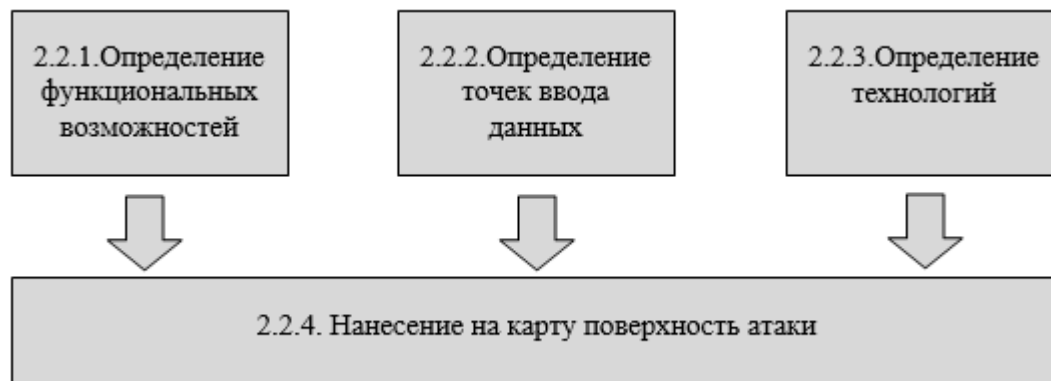 2.2.1.Определение
функциональных
возможностей
2.2.2.Определение
точек ввода
данных
2.2.3.Определение
технологий
2.2.4. Нанесение на карту поверхность атаки